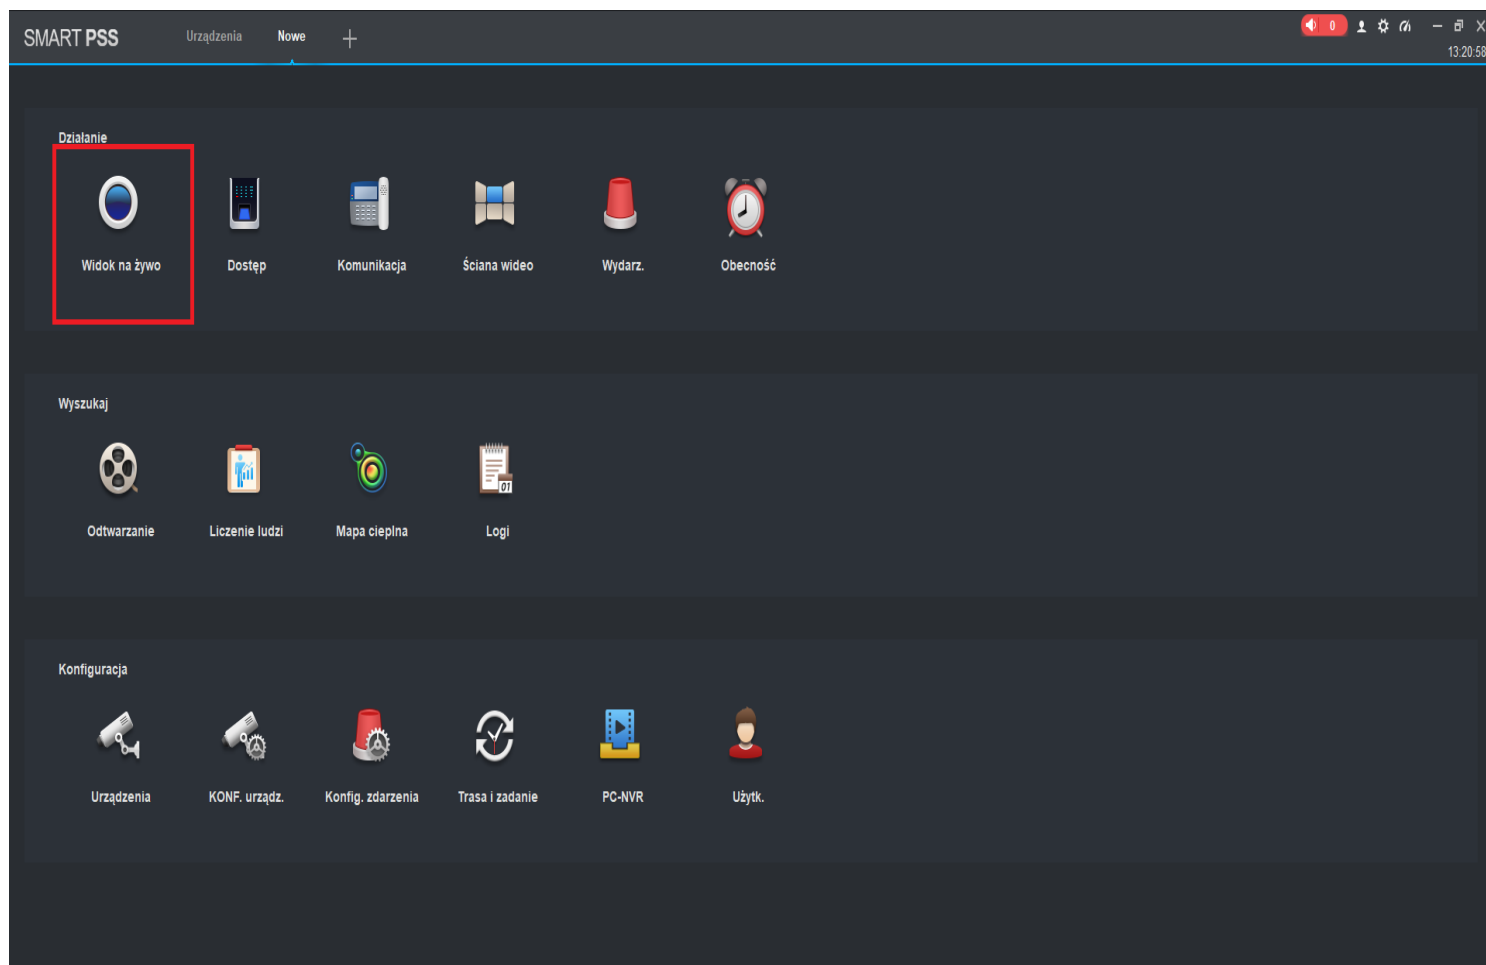 SMART PSS Urządzenia Nowe + 0
13:20:58
Działanie
Widok na żywo Dostęp Komunikacja Ściana wideo Wydarz. Obecność
Wyszukaj
01
Odtwarzanie Liczenie ludzi Mapa cieplna Logi
Konfiguracja
Urządzenia KONF. urządz. Konfig. zdarzenia Trasa i zadanie PC-NVR Użytk.